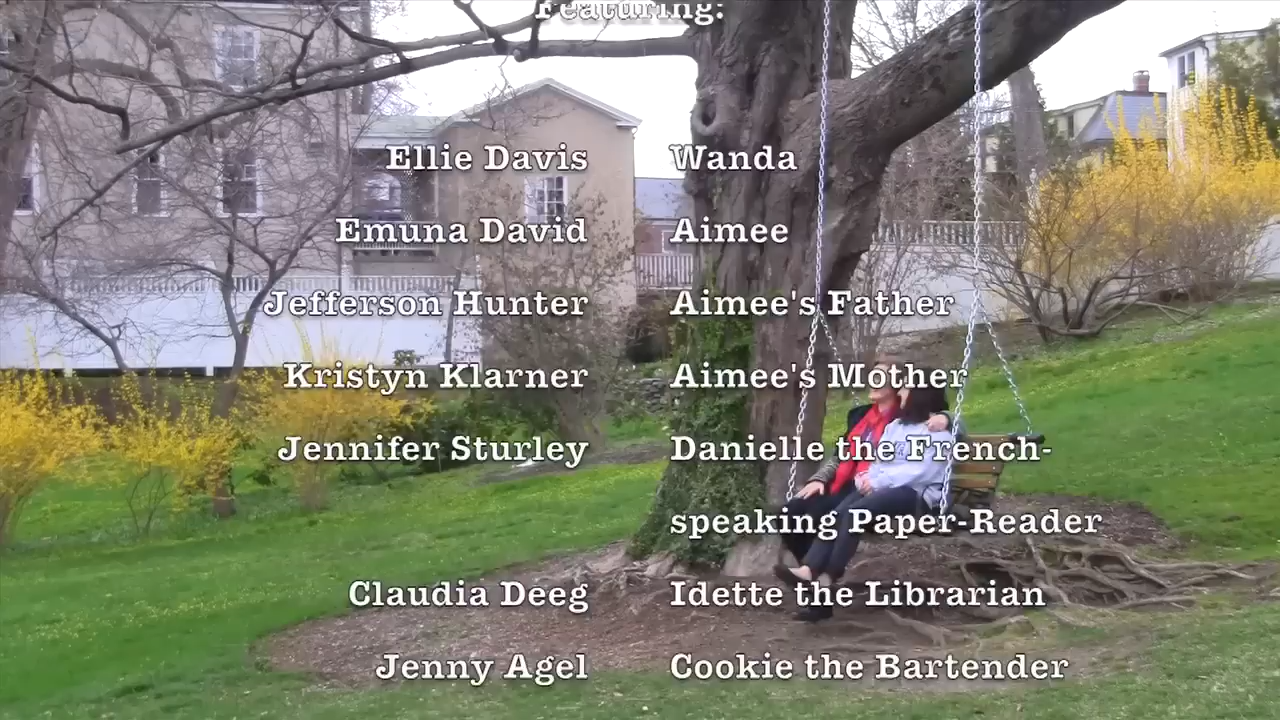 Featuring:
Ellie Davis Wanda
Emuna David Aimee
Jefferson Hunter Aimee's Father
Kristyn Klarner Aimee's Mother
Jennifer Sturley Danielle the French-
speaking Paper-Reader
Claudia Deeg Idette the Librarian
Jenny Agel Cookie the Bartender